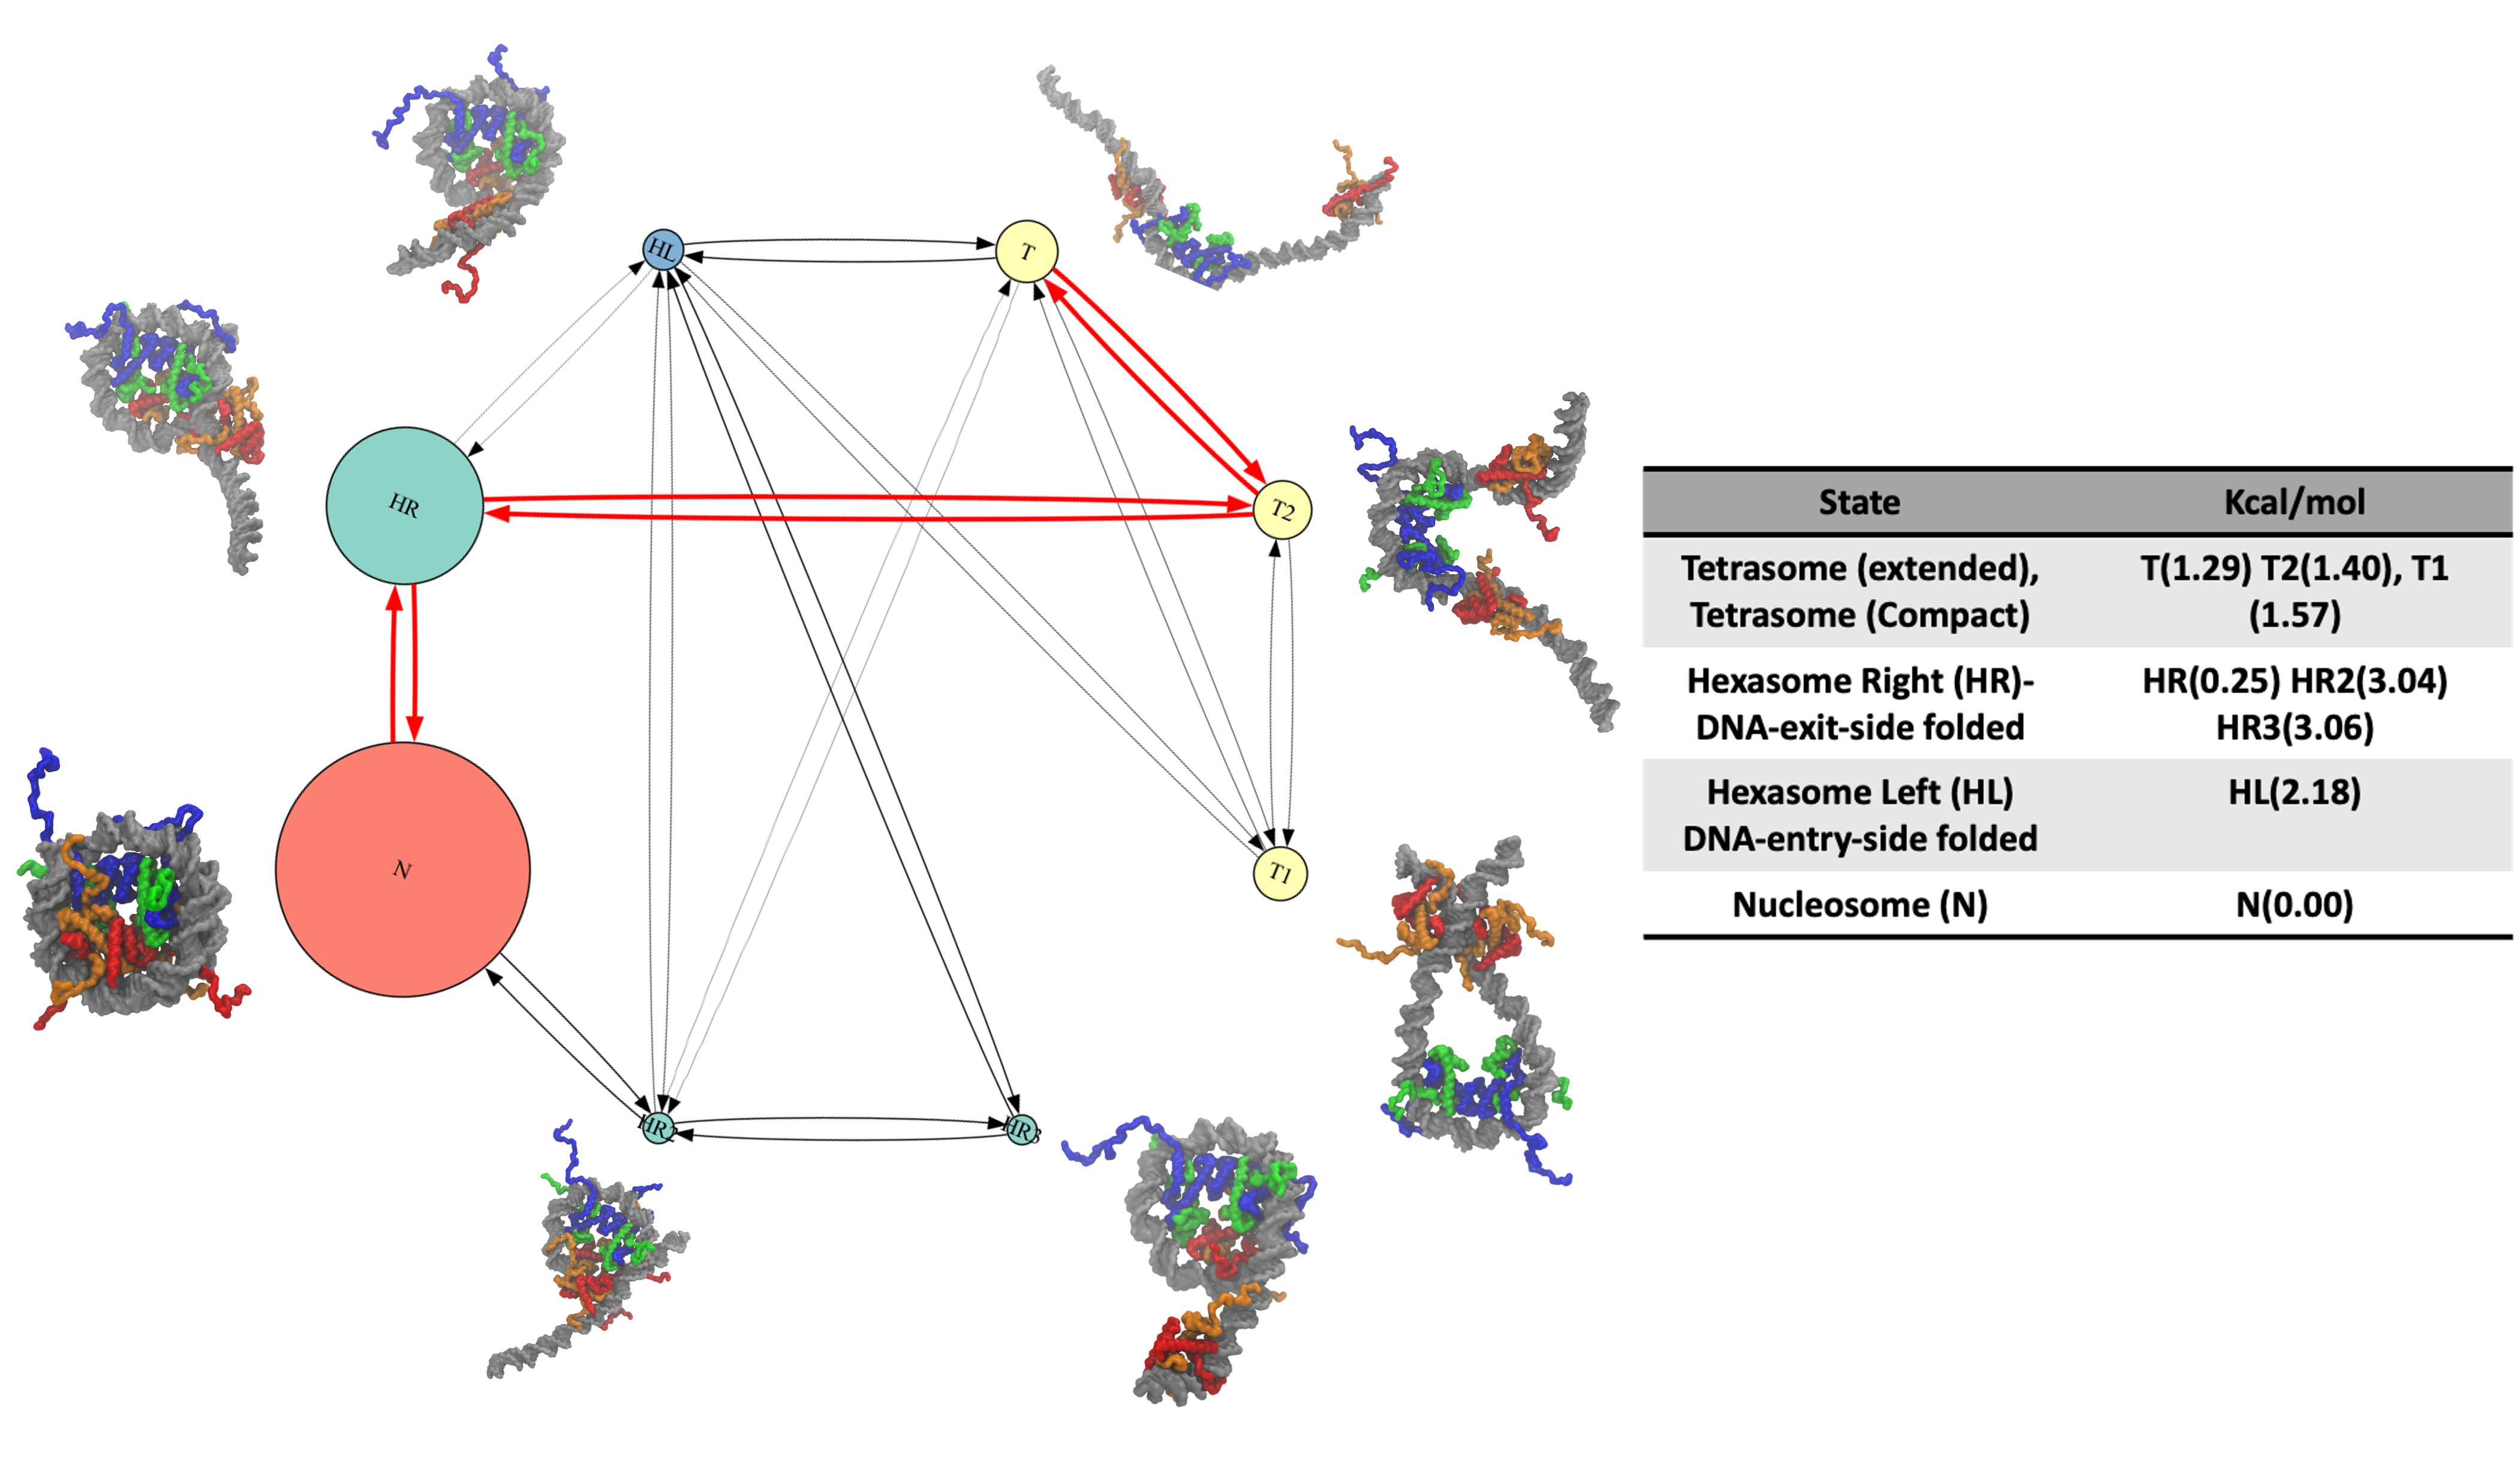 HL
T
HR
T2
N
T1
HR2
HR3
State Kcal/mol
Tetrasome (extended), T(1.29) T2(1.40), T1
Tetrasome (Compact) (1.57)
Hexasome Right (HR)- HR(0.25) HR2(3.04)
DNA-exit-side folded HR3(3.06)
Hexasome Left (HL) HL(2.18)
DNA-entry-side folded
Nucleosome (N) N(0.00)